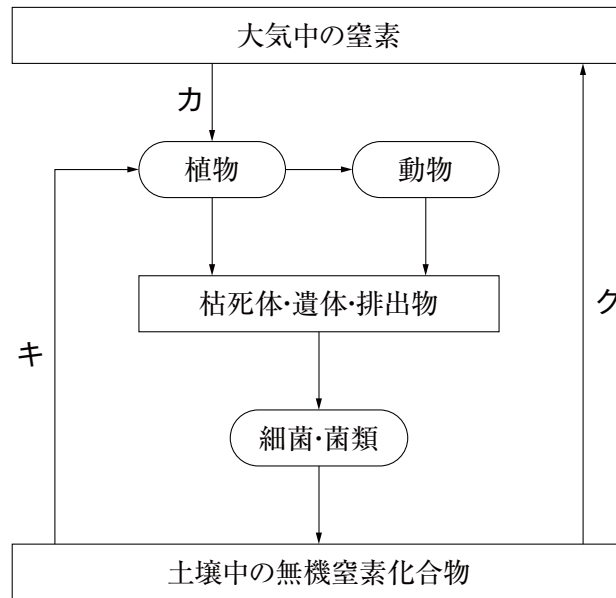 大気中の窒素
カ
植物
動物
枯死体・遺体・排出物
キ
ク
細菌・菌類
土壌中の無機窒素化合物